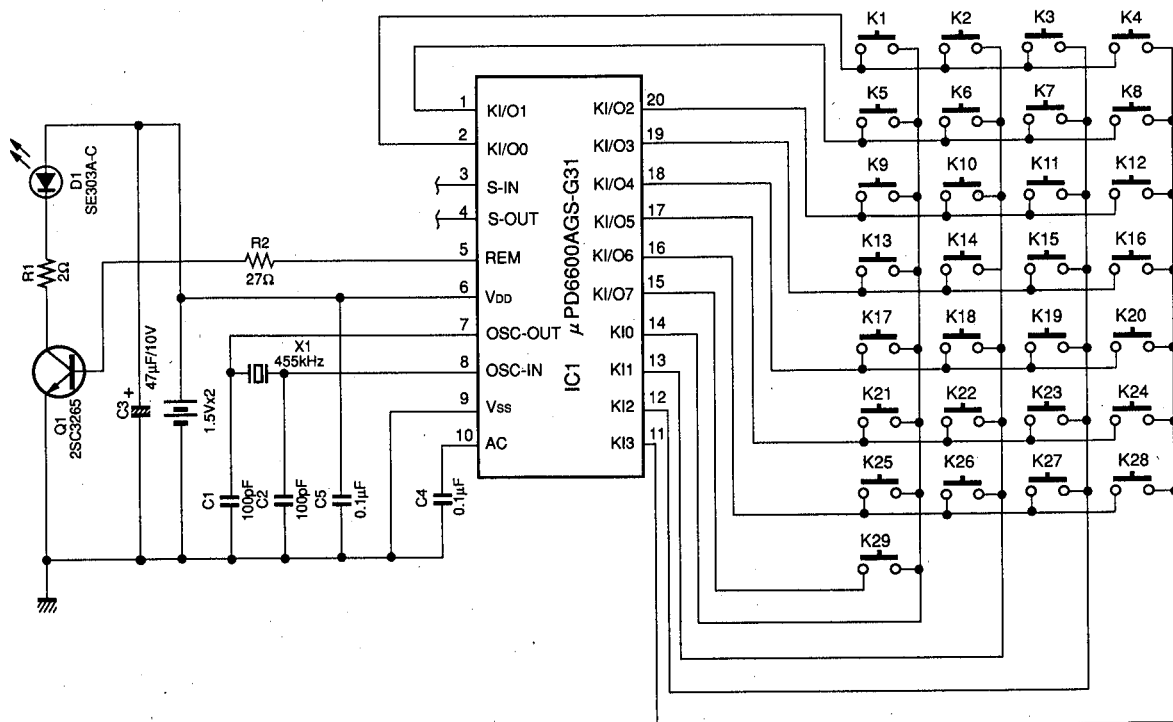 K1 K2 K3 K4
K5 K6 K7 K8
K9 K10 K11 K12
K13 K14 K15 K16
K17 K18 K19 K20
K21 K22 K23 K24
K25 K26 K27 K28
K29
1 KI/O1
2 KI/O0
3 S-IN
4 S-OUT
5 REM
6 VDD
7 OSC-OUT
8 OSC-IN
9 Vss
10 AC
KI/O2 20
KI/O3 19
KI/O4 18
KI/O5 17
KI/O6 16
KI/O7 15
KI0 14
KI1 13
KI2 12
KI3 11
μPD6600AGS-G31
IC1
D1
SE303A-C
R1
2Ω
R2
27Ω
Q1
2SC3265
C3 +
47μF/10V
1.5Vx2
X1
455kHz
C1
100pF
C2
100pF
C5
0.1μF
C4
0.1μF